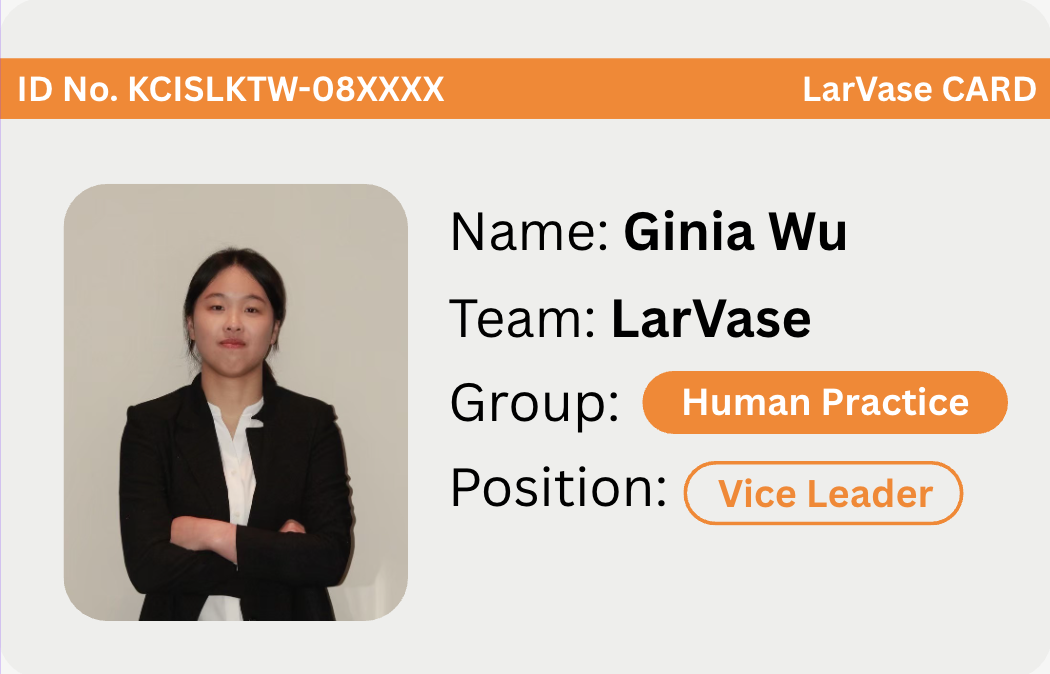 ID No. KCISLKTW-08XXXX
LarVase CARD
Name: Ginia Wu
Team: LarVase
Group: Human Practice
Position: Vice Leader